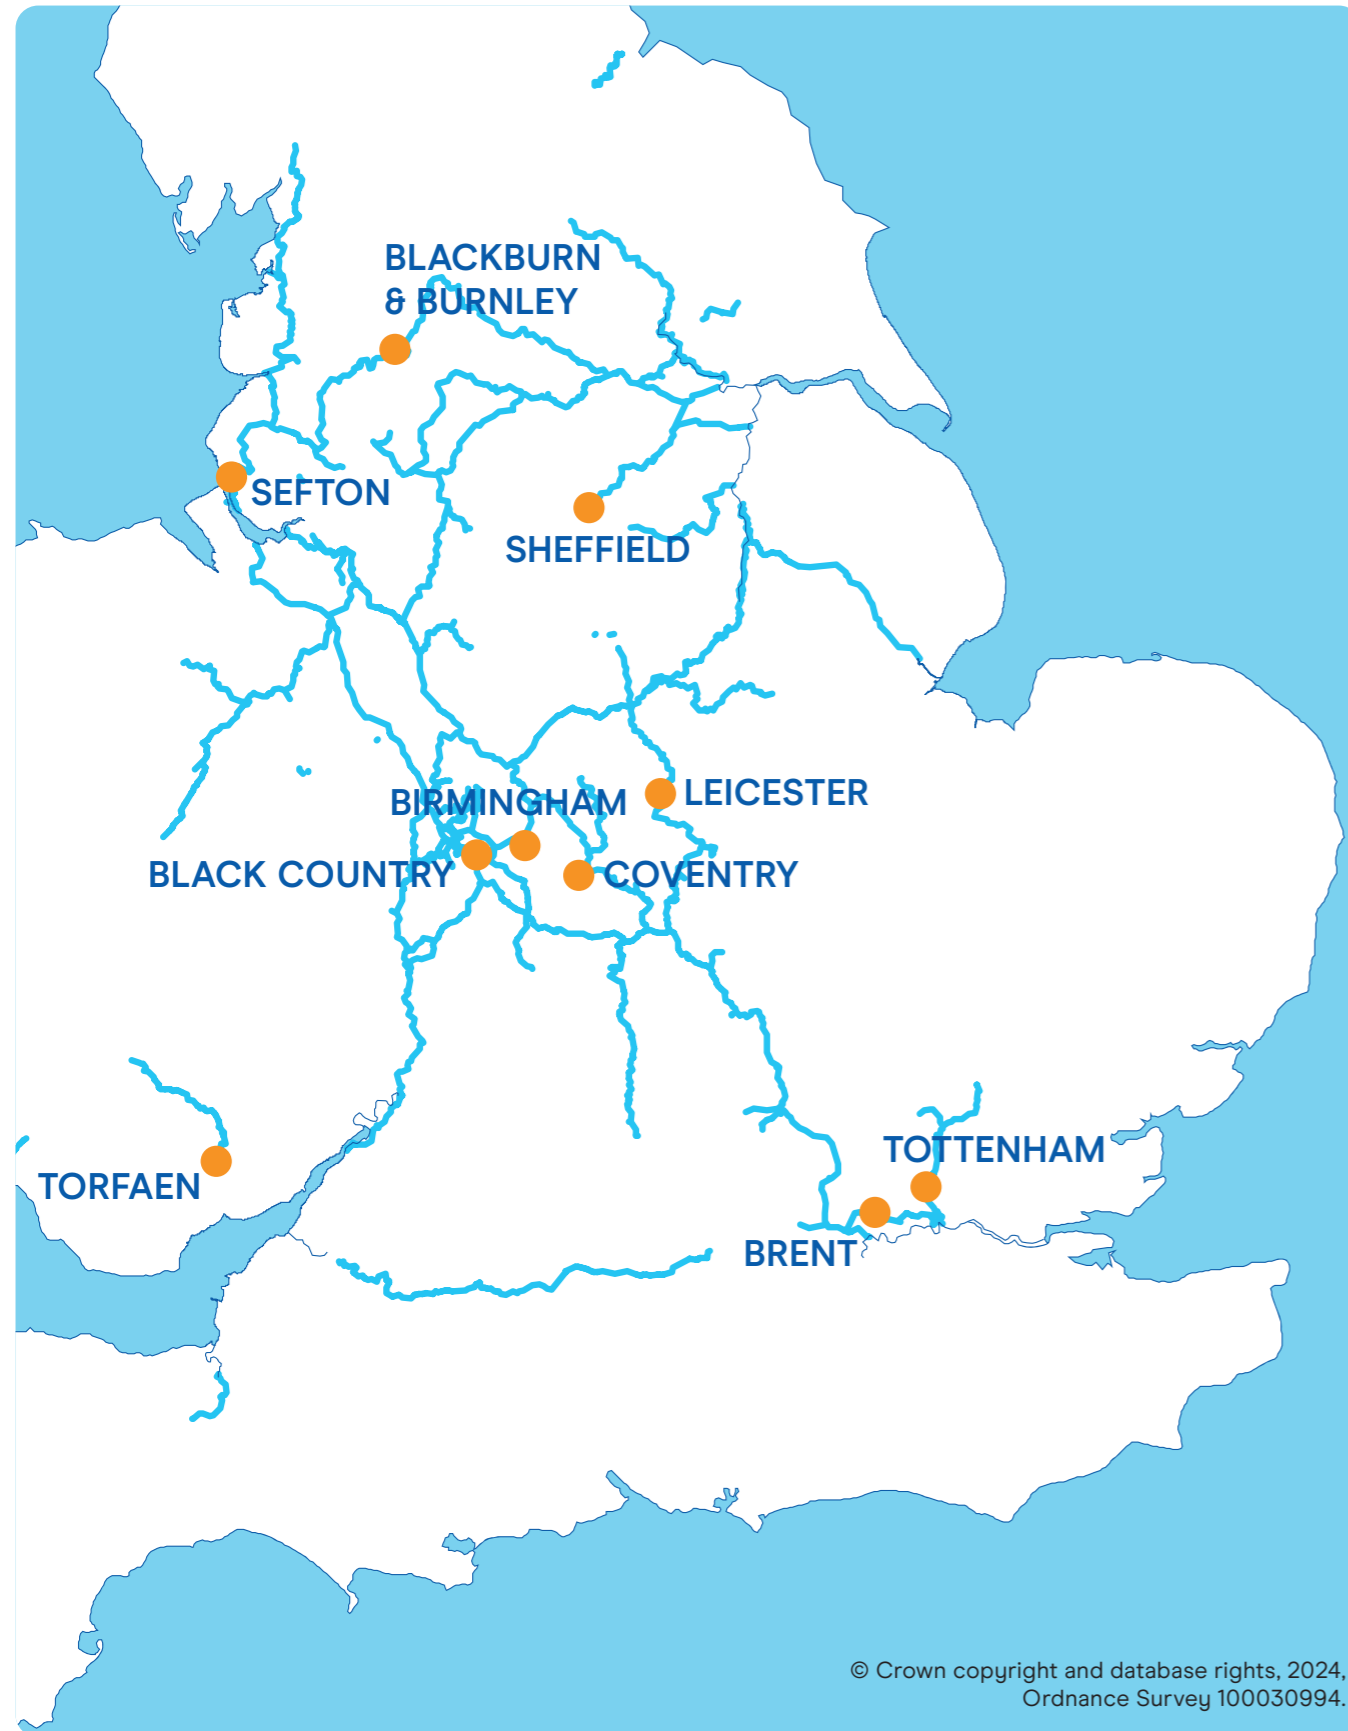 BLACKBURN
& BURNLEY
SEFTON
SHEFFIELD
LEICESTER
BIRMINGHAM
BLACK COUNTRY
COVENTRY
TOTTENHAM
TORFAEN
BRENT
© Crown copyright and database rights, 2024,
Ordnance Survey 100030994.